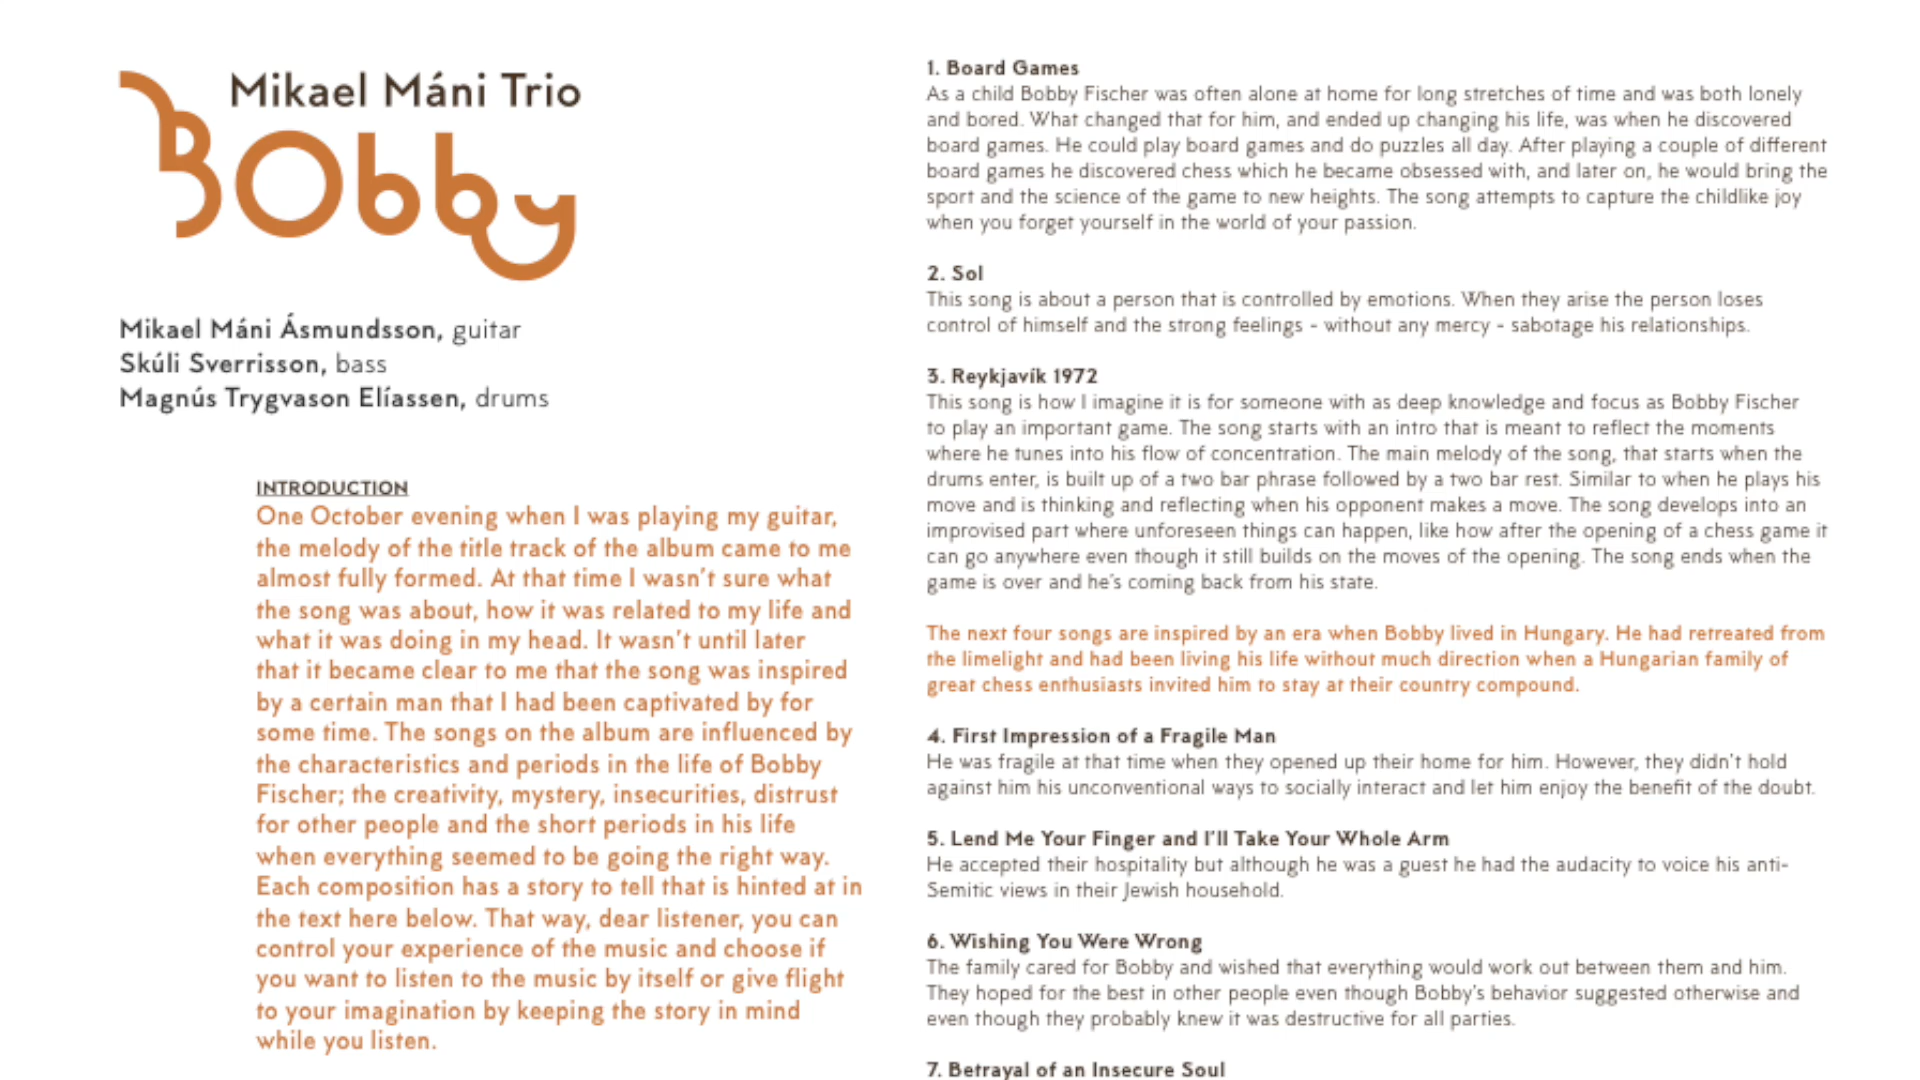 Mikael Máni Trio
Bobby
Mikael Máni Ásmundsson, guitar
Skúli Sverrisson, bass
Magnús Trygvason Elíassen, drums
INTRODUCTION
One October evening when I was playing my guitar,
the melody of the title track of the album came to me
almost fully formed. At that time I wasn't sure what
the song was about, how it was related to my life and
what it was doing in my head. It wasn't until later
that it became clear to me that the song was inspired
by a certain man that I had been captivated by for
some time. The songs on the album are influenced by
the characteristics and periods in the life of Bobby
Fischer; the creativity, mystery, insecurities, distrust
for other people and the short periods in his life
when everything seemed to be going the right way.
Each composition has a story to tell that is hinted at in
the text here below. That way, dear listener, you can
control your experience of the music and choose if
you want to listen to the music by itself or give flight
to your imagination by keeping the story in mind
while you listen.
1. Board Games
As a child Bobby Fischer was often alone at home for long stretches of time and was both lonely
and bored. What changed that for him, and ended up changing his life, was when he discovered
board games. He could play board games and do puzzles all day. After playing a couple of different
board games he discovered chess which he became obsessed with, and later on, he would bring the
sport and the science of the game to new heights. The song attempts to capture the childlike joy
when you forget yourself in the world of your passion.
2. Sol
This song is about a person that is controlled by emotions. When they arise the person loses
control of himself and the strong feelings - without any mercy - sabotage his relationships.
3. Reykjavík 1972
This song is how I imagine it is for someone with as deep knowledge and focus as Bobby Fischer
to play an important game. The song starts with an intro that is meant to reflect the moments
where he tunes into his flow of concentration. The main melody of the song, that starts when the
drums enter, is built up of a two bar phrase followed by a two bar rest. Similar to when he plays his
move and is thinking and reflecting when his opponent makes a move. The song develops into an
improvised part where unforeseen things can happen, like how after the opening of a chess game it
can go anywhere even though it still builds on the moves of the opening. The song ends when the
game is over and he's coming back from his state.
The next four songs are inspired by an era when Bobby lived in Hungary. He had retreated from
the limelight and had been living his life without much direction when a Hungarian family of
great chess enthusiasts invited him to stay at their country compound.
4. First Impression of a Fragile Man
He was fragile at that time when they opened up their home for him. However, they didn't hold
against him his unconventional ways to socially interact and let him enjoy the benefit of the doubt.
5. Lend Me Your Finger and I'll Take Your Whole Arm
He accepted their hospitality but although he was a guest he had the audacity to voice his anti-
Semitic views in their Jewish household.
6. Wishing You Were Wrong
The family cared for Bobby and wished that everything would work out between them and him.
They hoped for the best in other people even though Bobby's behavior suggested otherwise and
even though they probably knew it was destructive for all parties.
7. Betrayal of an Insecure Soul